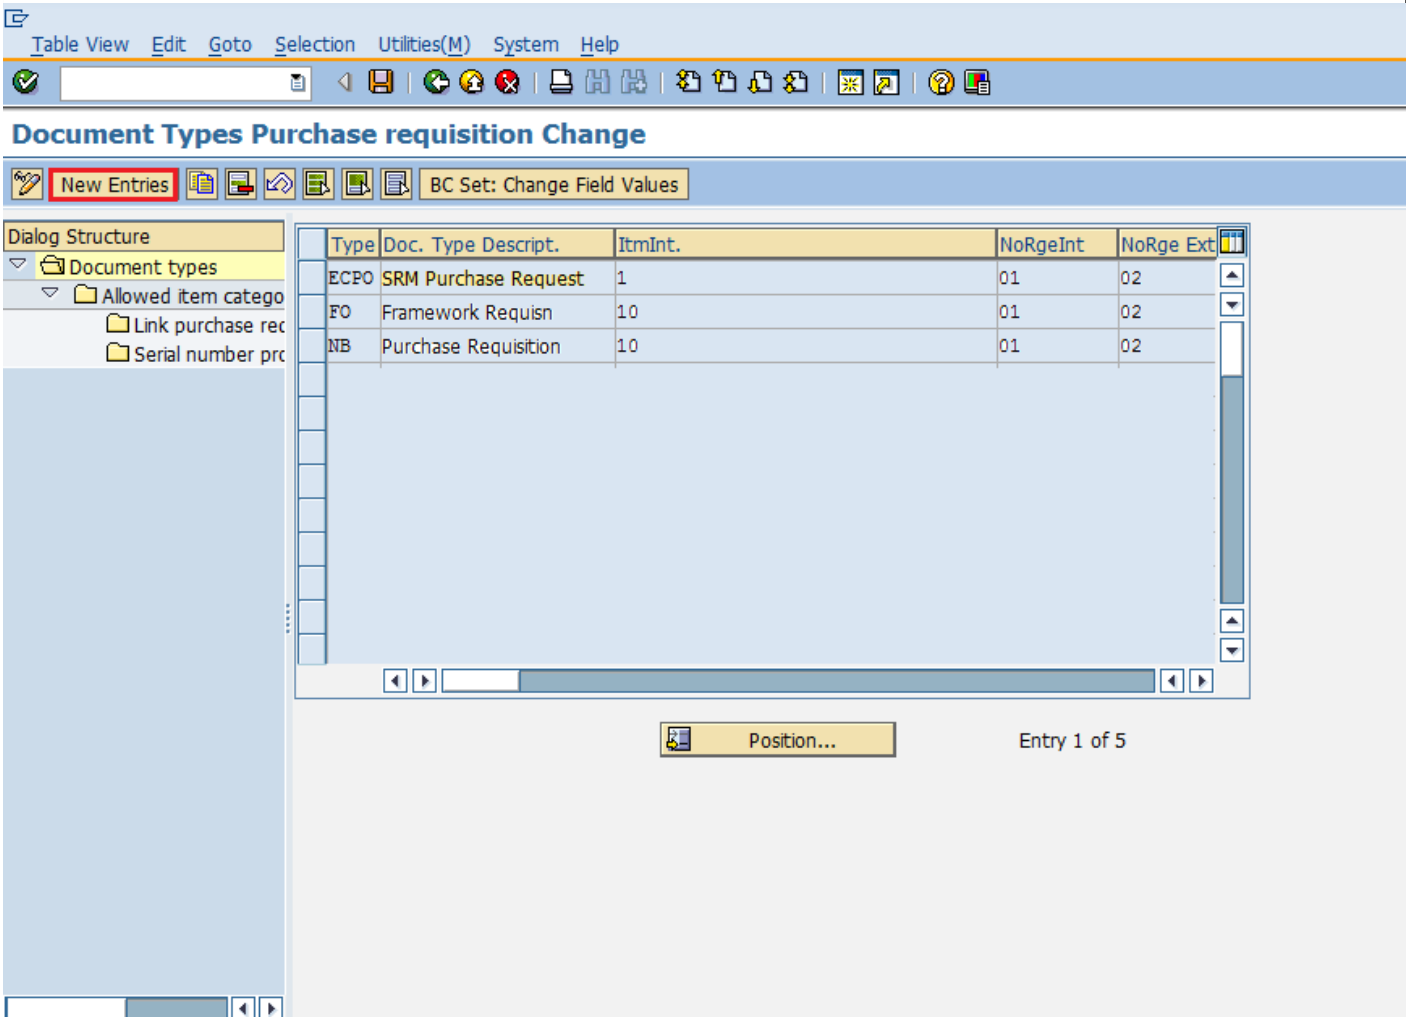 Table View Edit Goto Selection Utilities(M) System Help
Document Types Purchase requisition Change
New Entries BC Set: Change Field Values
Dialog Structure
Document types
Allowed item catego
Link purchase rec
Serial number pro
Type Doc. Type Descript. ItmInt. NoRgeInt NoRge Ext
ECPO SRM Purchase Request 1 01 02
FO Framework Requisn 10 01 02
NB Purchase Requisition 10 01 02
Position... Entry 1 of 5